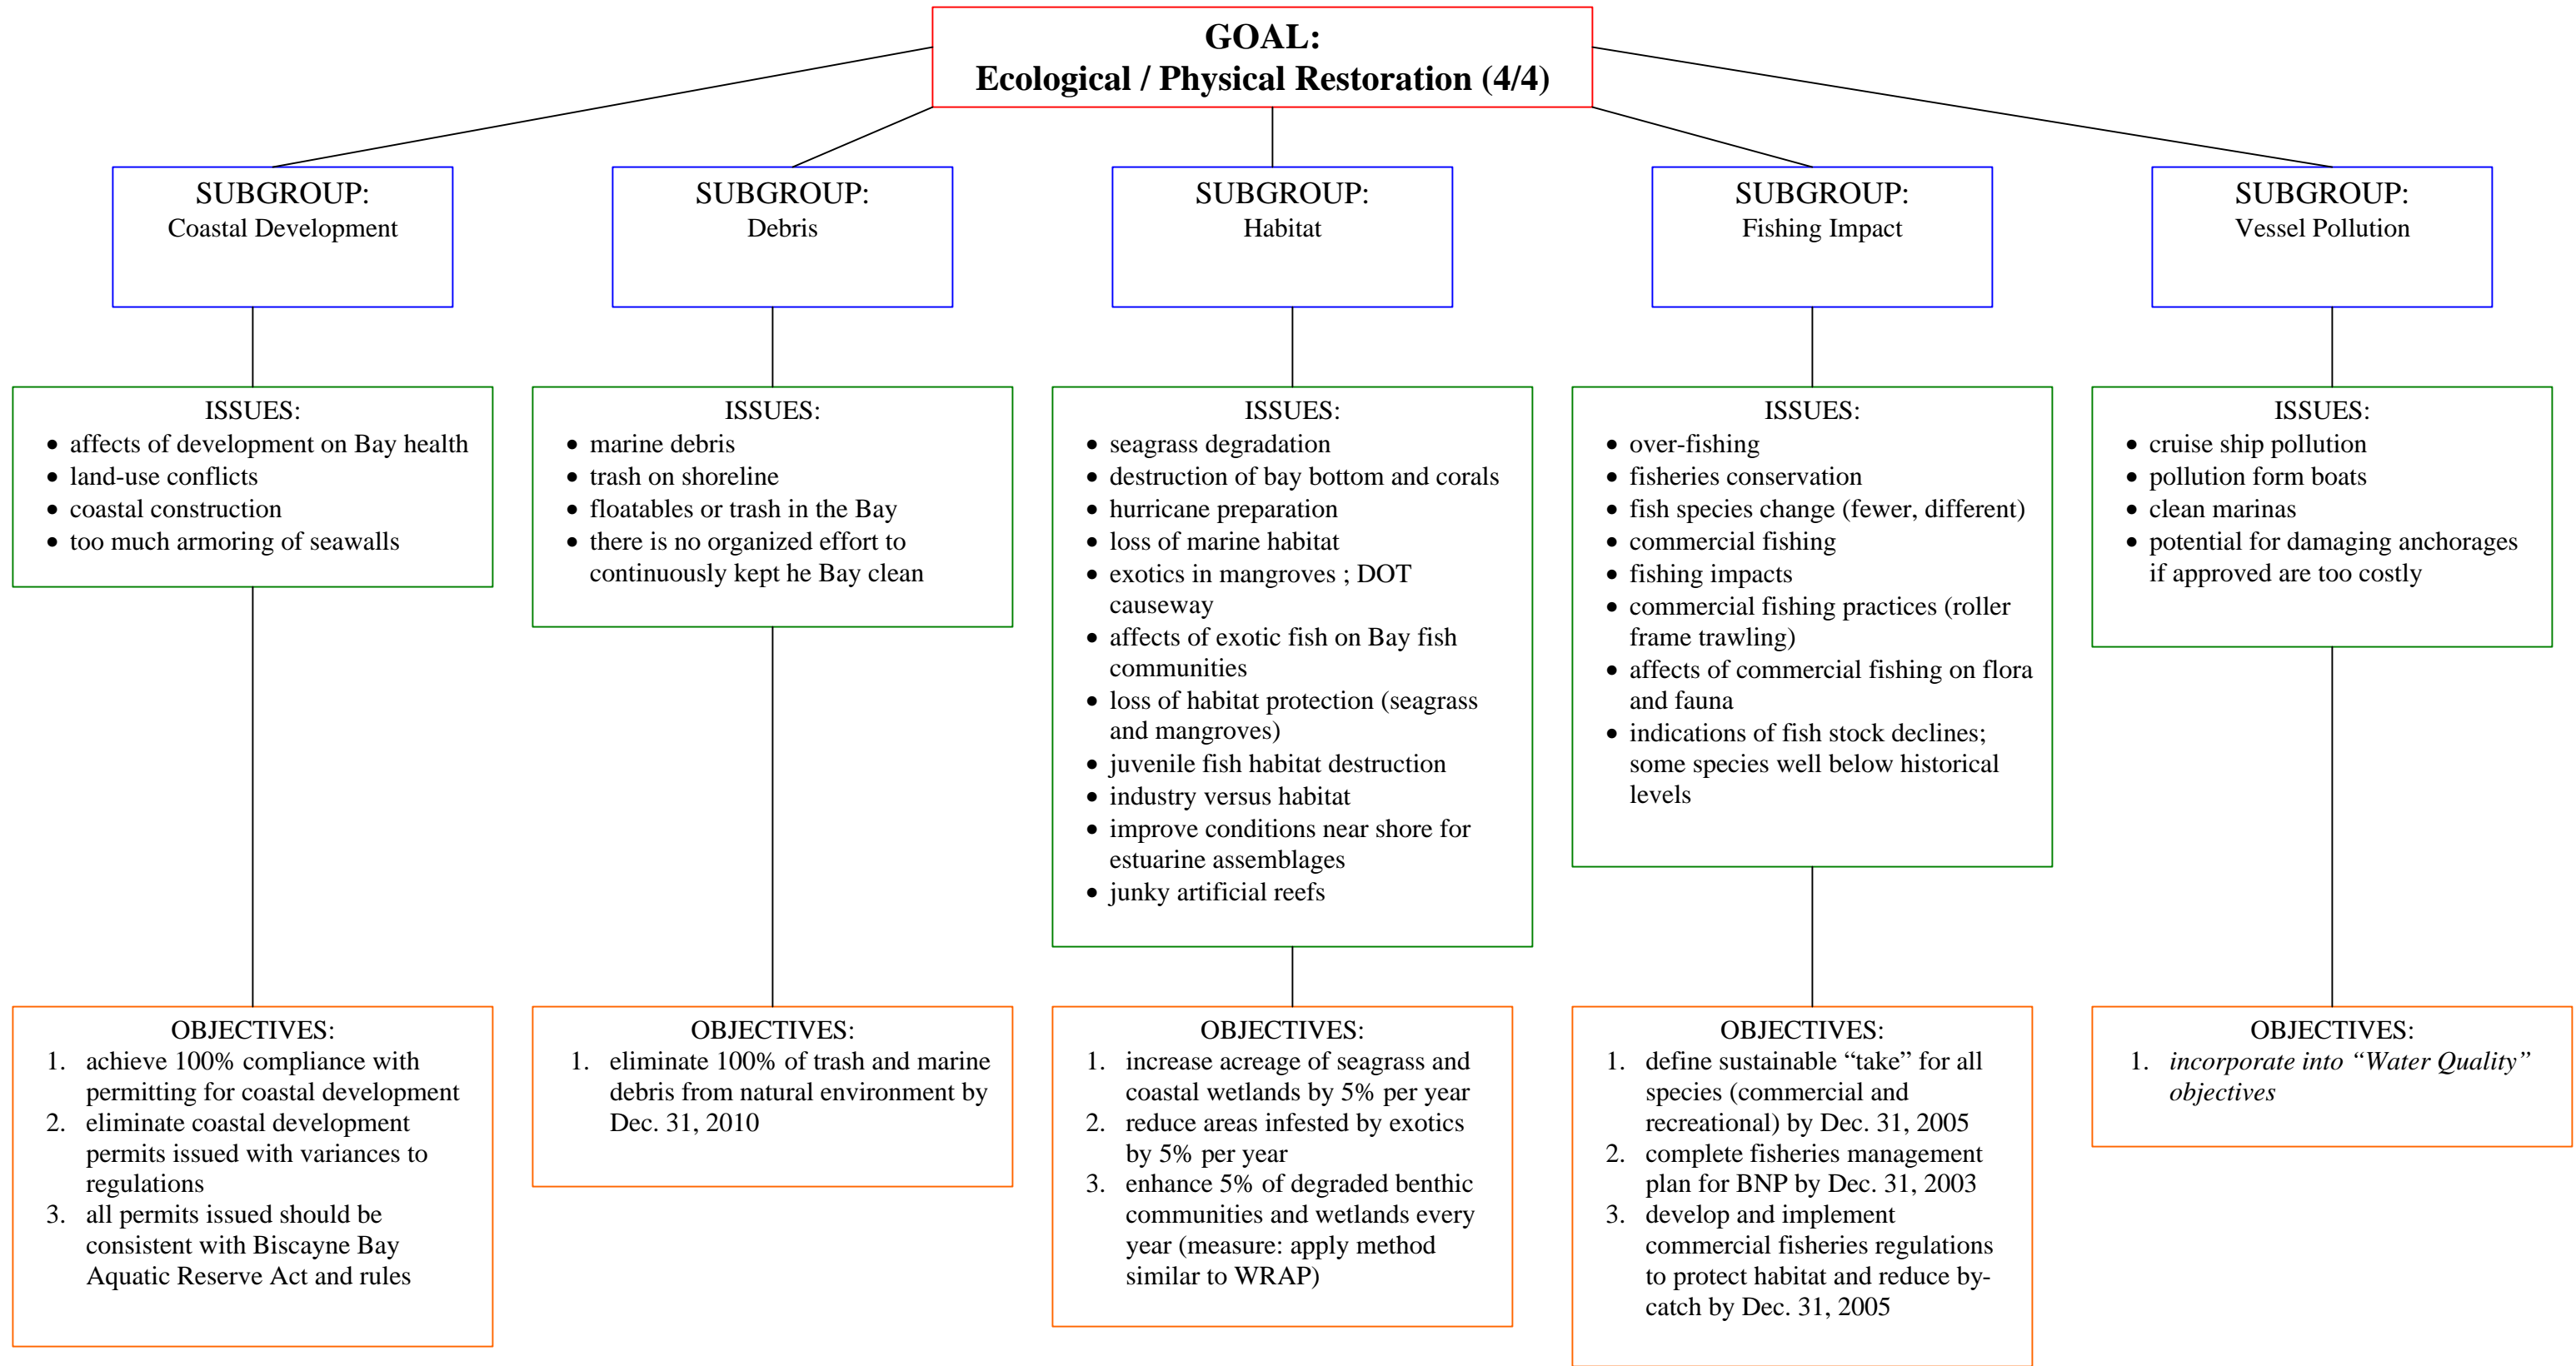 GOAL:
Ecological / Physical Restoration (4/4)
SUBGROUP:
Coastal Development
SUBGROUP:
Debris
SUBGROUP:
Habitat
SUBGROUP:
Fishing Impact
SUBGROUP:
Vessel Pollution
ISSUES:
• affects of development on Bay health
• land-use conflicts
• coastal construction
• too much armoring of seawalls
ISSUES:
• marine debris
• trash on shoreline
• floatables or trash in the Bay
• there is no organized effort to
continuously kept he Bay clean
ISSUES:
• seagrass degradation
• destruction of bay bottom and corals
• hurricane preparation
• loss of marine habitat
• exotics in mangroves ; DOT
causeway
• affects of exotic fish on Bay fish
communities
• loss of habitat protection (seagrass
and mangroves)
• juvenile fish habitat destruction
• industry versus habitat
• improve conditions near shore for
estuarine assemblages
• junky artificial reefs
ISSUES:
• over-fishing
• fisheries conservation
• fish species change (fewer, different)
• commercial fishing
• fishing impacts
• commercial fishing practices (roller
frame trawling)
• affects of commercial fishing on flora
and fauna
• indications of fish stock declines;
some species well below historical
levels
ISSUES:
• cruise ship pollution
• pollution form boats
• clean marinas
• potential for damaging anchorages
if approved are too costly
OBJECTIVES:
1. achieve 100% compliance with
permitting for coastal development
2. eliminate coastal development
permits issued with variances to
regulations
3. all permits issued should be
consistent with Biscayne Bay
Aquatic Reserve Act and rules
OBJECTIVES:
1. eliminate 100% of trash and marine
debris from natural environment by
Dec. 31, 2010
OBJECTIVES:
1. increase acreage of seagrass and
coastal wetlands by 5% per year
2. reduce areas infested by exotics
by 5% per year
3. enhance 5% of degraded benthic
communities and wetlands every
year (measure: apply method
similar to WRAP)
OBJECTIVES:
1. define sustainable “take” for all
species (commercial and
recreational) by Dec. 31, 2005
2. complete fisheries management
plan for BNP by Dec. 31, 2003
3. develop and implement
commercial fisheries regulations
to protect habitat and reduce by-
catch by Dec. 31, 2005
OBJECTIVES:
1. incorporate into “Water Quality”
objectives